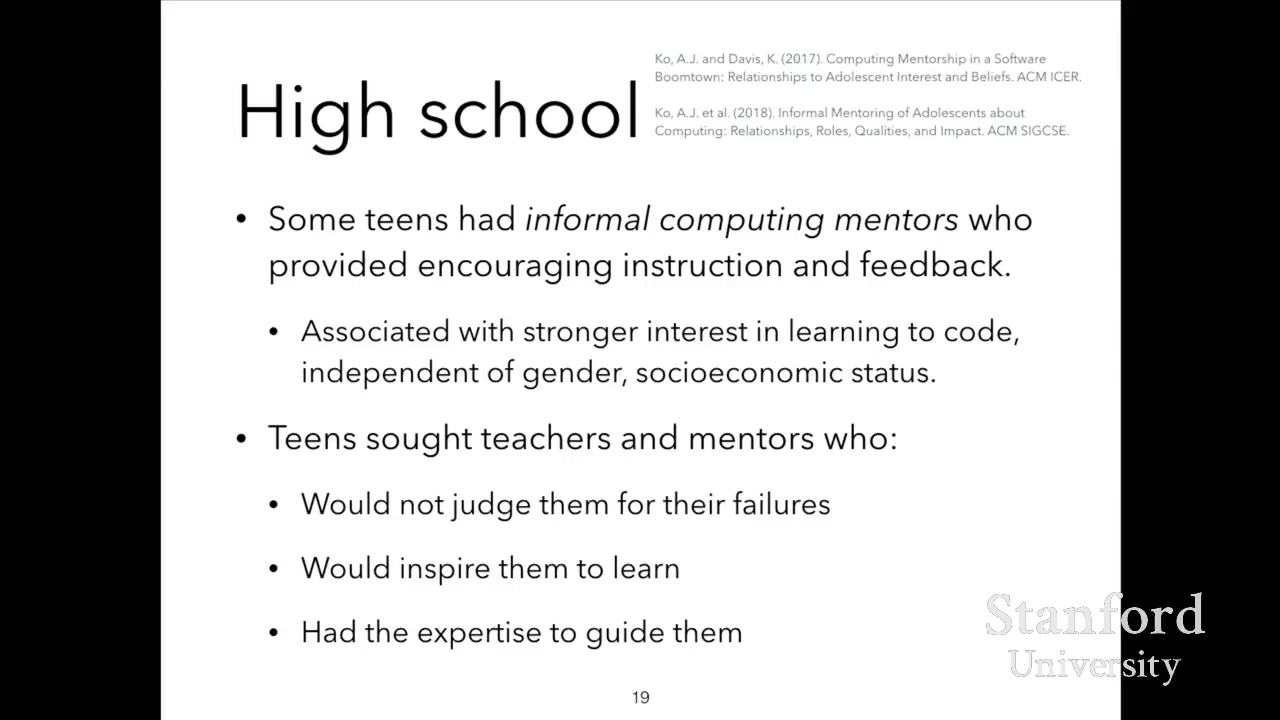 High school
Ko, A.J. and Davis, K. (2017). Computing Mentorship in a Software
Boomtown: Relationships to Adolescent Interest and Beliefs. ACM ICER.
Ko, A.J. et al. (2018). Informal Mentoring of Adolescents about
Computing: Relationships, Roles, Qualities, and Impact. ACM SIGCSE.
• Some teens had informal computing mentors who
provided encouraging instruction and feedback.
• Associated with stronger interest in learning to code,
independent of gender, socioeconomic status.
• Teens sought teachers and mentors who:
• Would not judge them for their failures
• Would inspire them to learn
• Had the expertise to guide them
Stanford
University
19